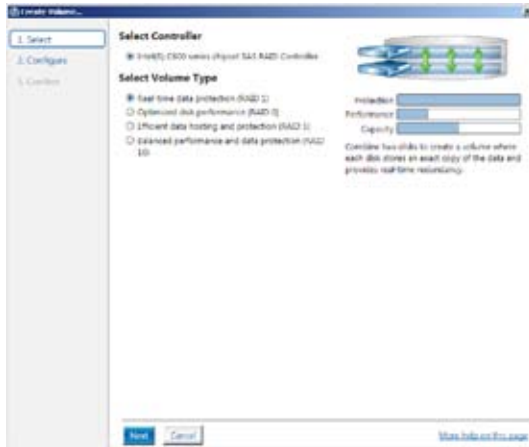 Create Volume...
1. Select
2. Configure
3. Confirm
Select Controller
Intel(R) C600 series chipset SAS RAID Controller
Select Volume Type
Real-time data protection (RAID 1)
Optimized disk performance (RAID 0)
Efficient data hosting and protection (RAID 5)
Balanced performance and data protection (RAID
10)
Protection
Performance
Capacity
Combine two disks to create a volume where
each disk stores an exact copy of the data and
provides real-time redundancy.
Next
Cancel
More help on this page